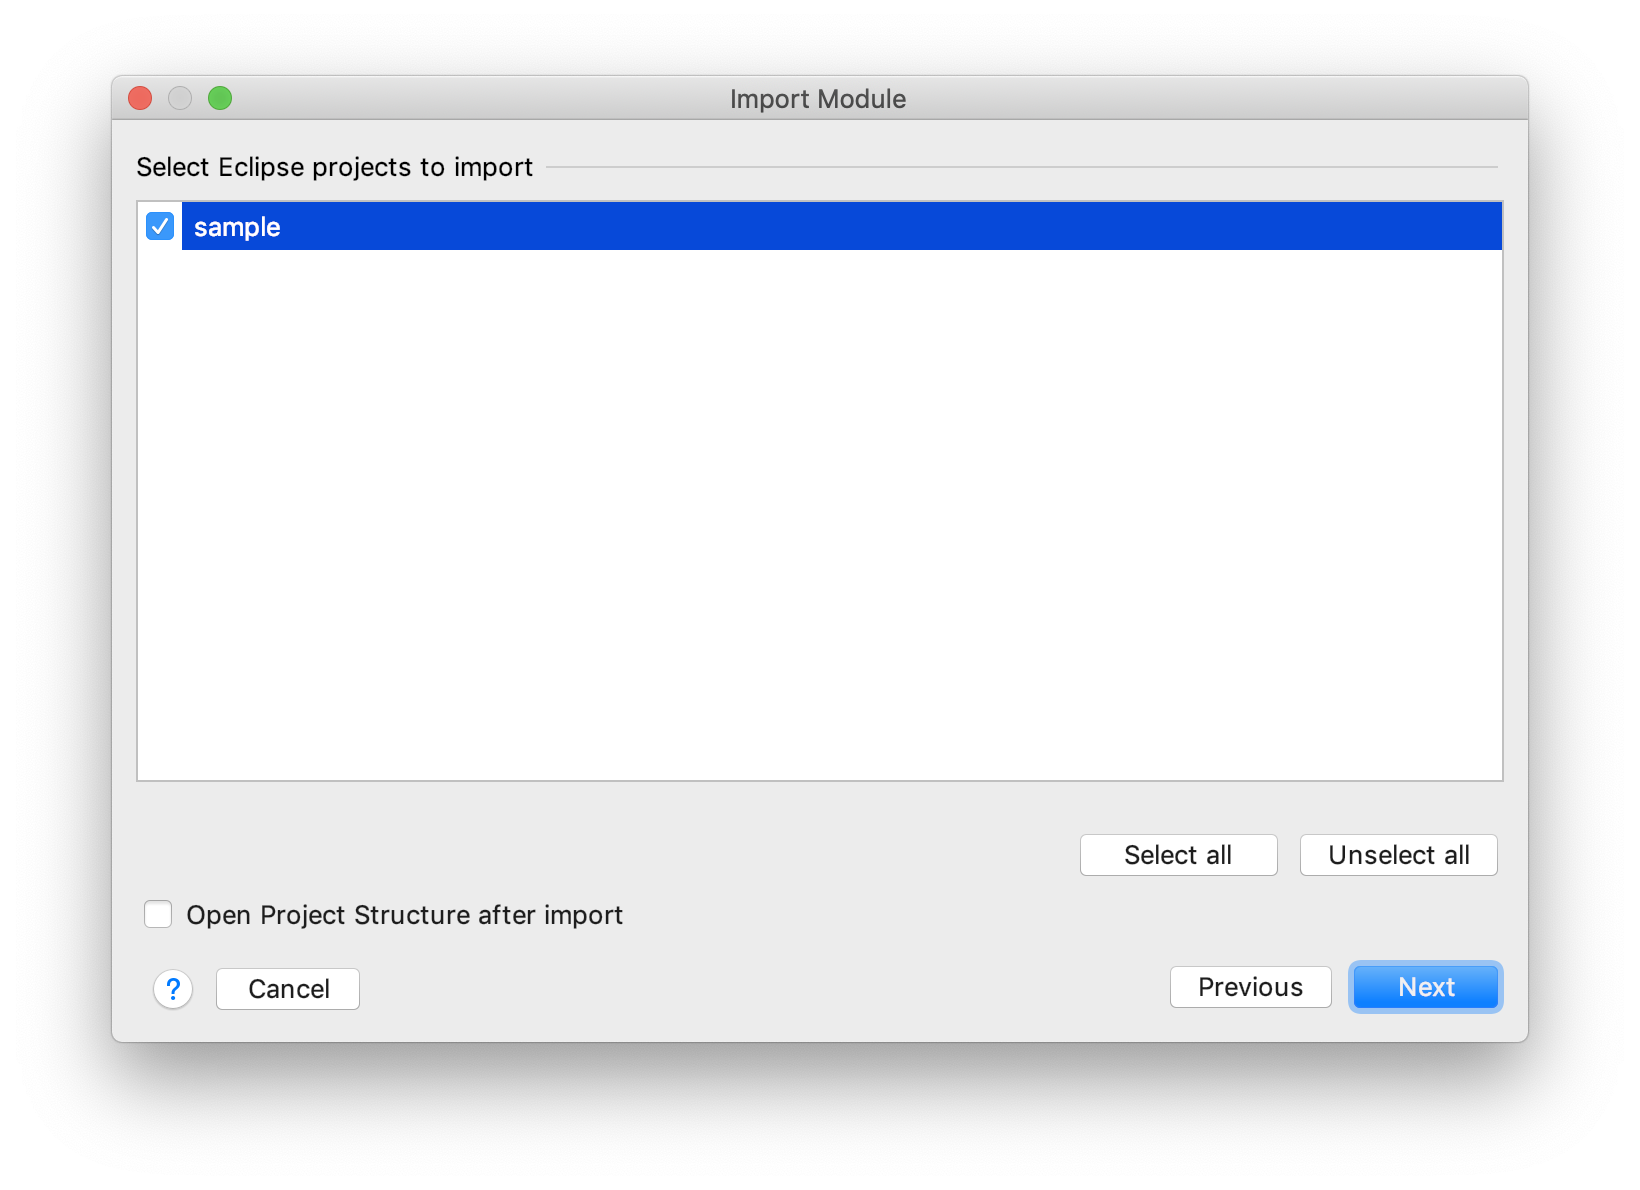 Import Module
Select Eclipse projects to import
sample
Select all
Unselect all
Open Project Structure after import
?
Cancel
Previous
Next